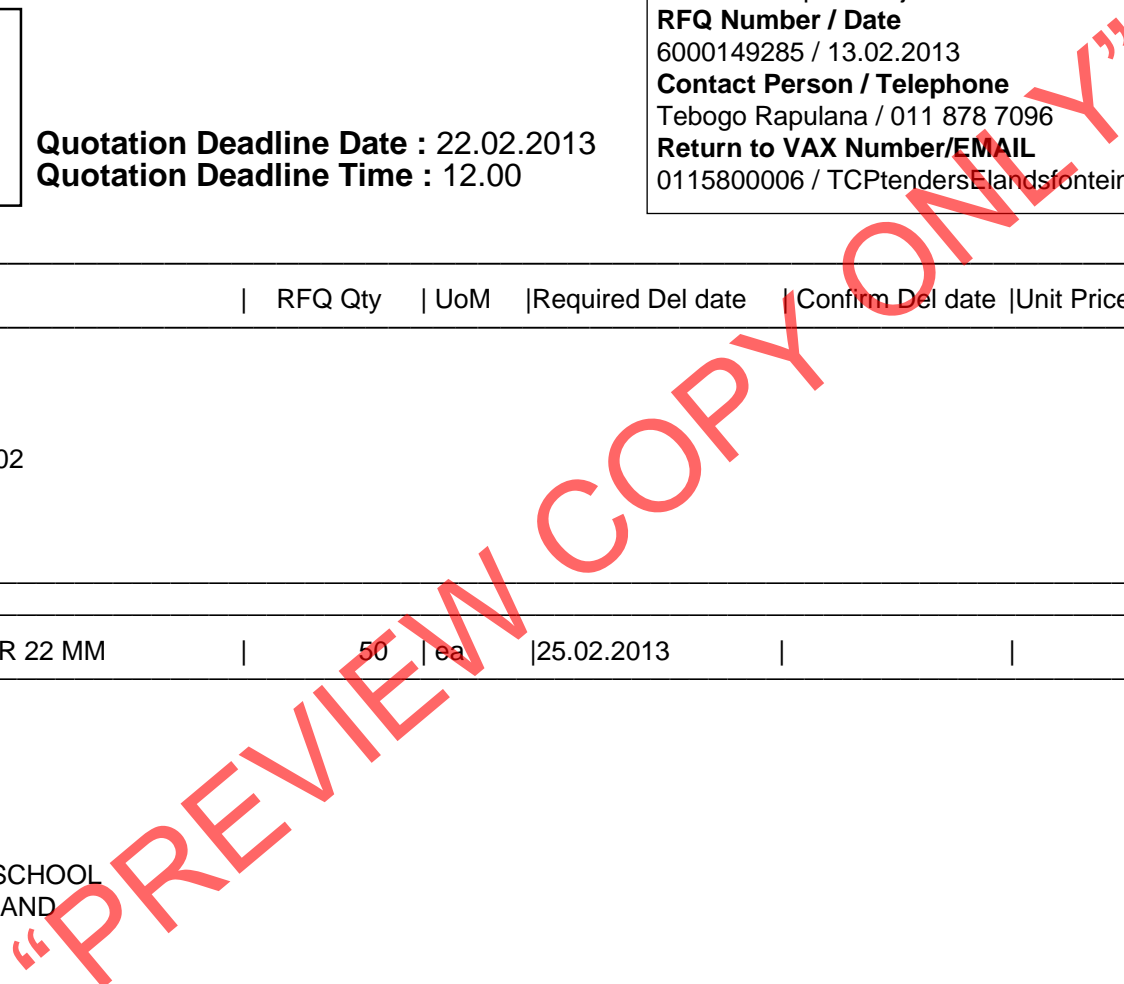 RFQ Number / Date
6000149285 / 13.02.2013
Contact Person / Telephone
Tebogo Rapulana / 011 878 7096
Quotation Deadline Date : 22.02.2013
Return to VAX Number/EMAIL
Quotation Deadline Time : 12.00
0115800006 / TCPtendersElandsfontein
| RFQ Qty | UoM |Required Del date | Confirm Del date |Unit Price
02
R 22 MM | 50 | ea |25.02.2013 | |
SCHOOL
AND
“PREVIEW COPY ONLY”